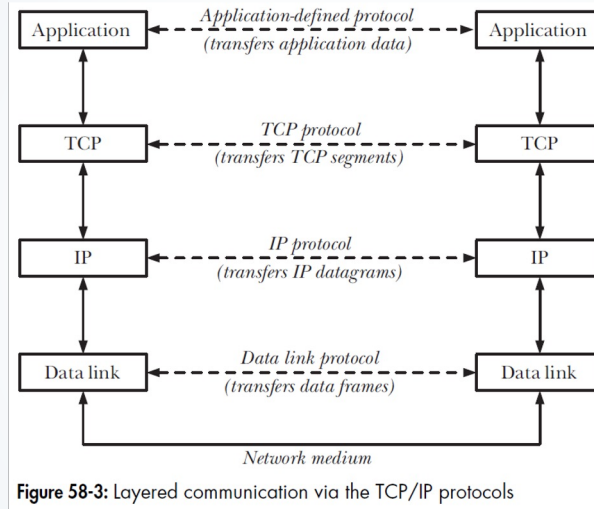 Application
Application-defined protocol
(transfers application data)
Application
TCP
TCP protocol
(transfers TCP segments)
TCP
IP
IP protocol
(transfers IP datagrams)
IP
Data link
Data link protocol
(transfers data frames)
Data link
Network medium
Figure 58-3: Layered communication via the TCP/IP protocols